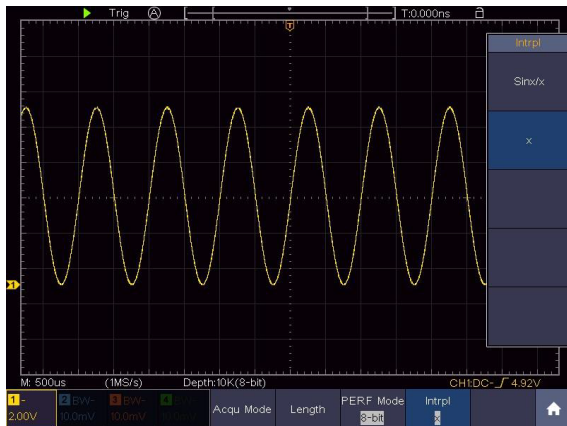 Trig A T:0.000ns
T
Intrpl
Sinx/x
x
1
M: 500us (1MS/s) Depth:10K(8-bit) CH1:DC- 4.92V
1 - 2 BW- 3 BW- 4
2.00V 10.0mV 10.0mV
Acqu Mode Length PERF Mode Intrpl
8-bit x